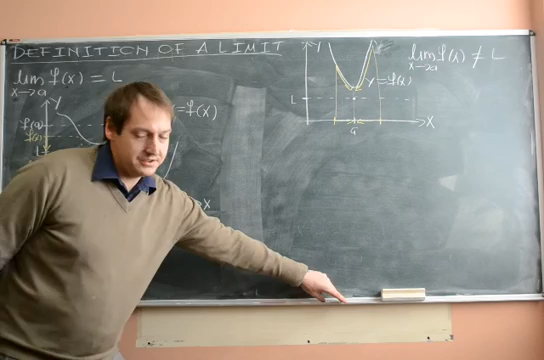 DEFINITION OF A LIMIT
lim f(x) = L
x→a
Y
f(x)
L
y=f(x)
X
Y
L
a
X
y=f(x)
lim f(x) ≠ L
x→a